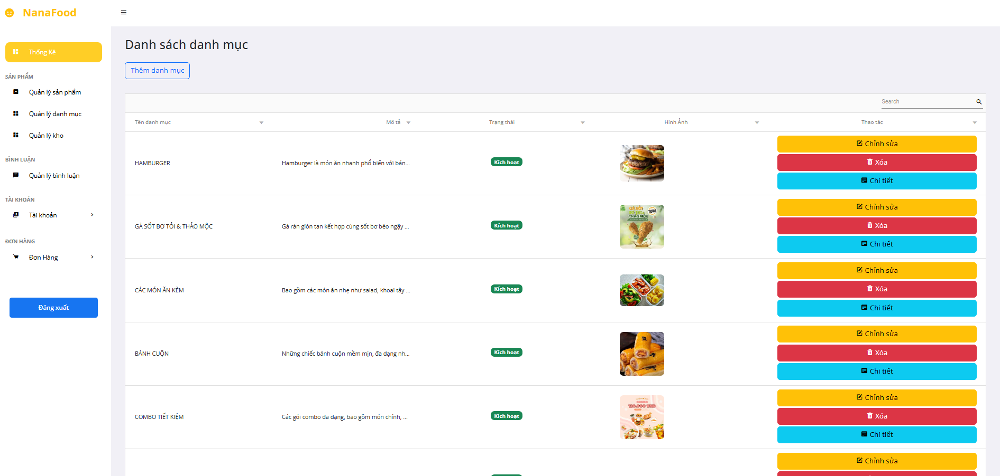 NanaFood
Thống Kê
SẢN PHẨM
Quản lý sản phẩm
Quản lý danh mục
Quản lý kho
BÌNH LUẬN
Quản lý bình luận
TÀI KHOẢN
Tài khoản
ĐƠN HÀNG
Đơn Hàng
Đăng xuất
Danh sách danh mục
Thêm danh mục
Search
Tên danh mục Mô tả Trạng thái Hình Ảnh Thao tác
HAMBURGER Hamburger là món ăn nhanh phổ biến với bán... Kích hoạt
Chỉnh sửa
Xóa
Chi tiết
GÀ SỐT BƠ TỎI & THẢO MỘC Gà rán giòn tan kết hợp cùng sốt bơ béo ngậy ... Kích hoạt
GÀ SỐT
BƠ TỎI &
THẢO MỘC
TEXAS
Chỉnh sửa
Xóa
Chi tiết
CÁC MÓN ĂN KÈM Bao gồm các món ăn nhẹ như salad, khoai tây ... Kích hoạt
Chỉnh sửa
Xóa
Chi tiết
BÁNH CUỘN Những chiếc bánh cuộn mềm mịn, đa dạng nh... Kích hoạt
Chỉnh sửa
Xóa
Chi tiết
COMBO TIẾT KIỆM Các gói combo đa dạng, bao gồm món chính, ... Kích hoạt
COMBO
Chỉnh sửa
Xóa
Chi tiết
Chỉnh sửa